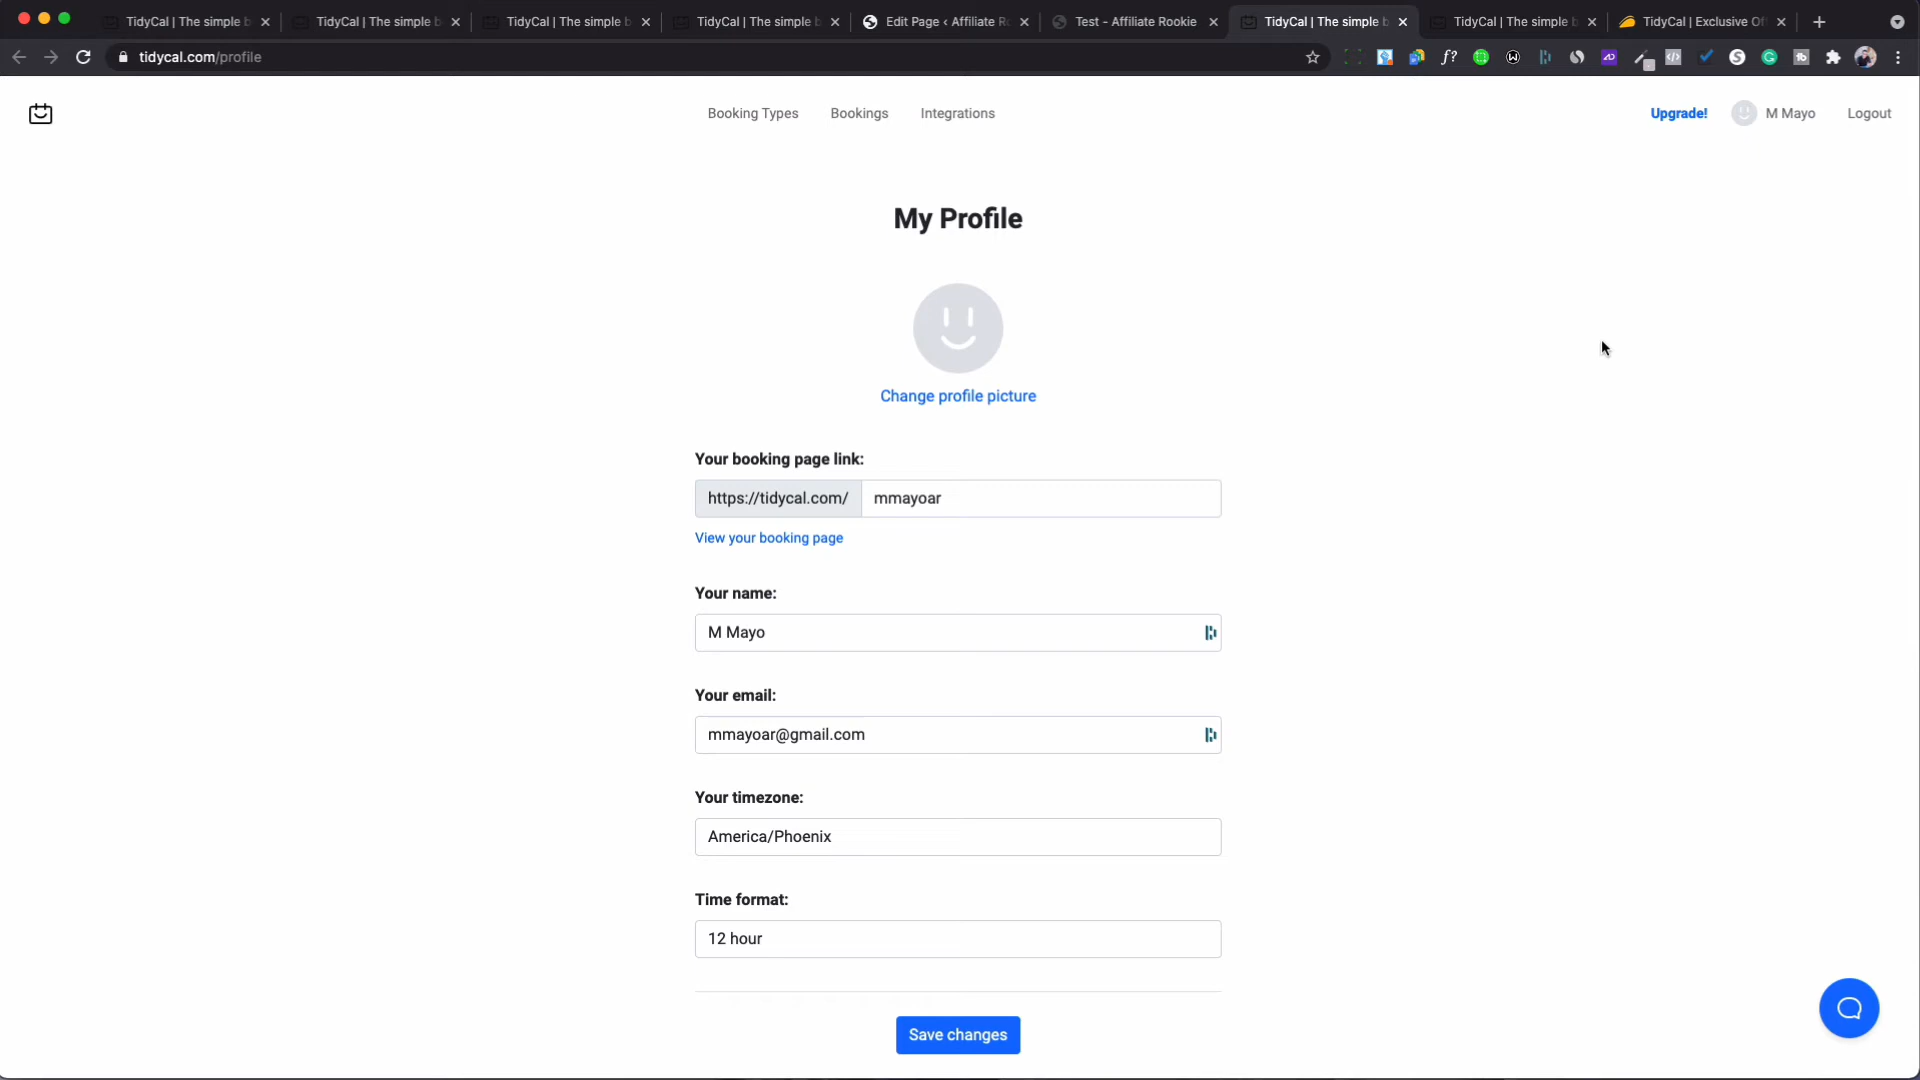 TidyCal | The simple b
TidyCal | The simple b
TidyCal | The simple b
TidyCal | The simple b
Edit Page ‹ Affiliate R
Test - Affiliate Rookie
TidyCal | The simple b
TidyCal | The simple b
TidyCal | Exclusive Of
tidycal.com/profile
Booking Types
Bookings
Integrations
Upgrade!
M Mayo
Logout
My Profile
Change profile picture
Your booking page link:
https://tidycal.com/ mmayoar
View your booking page
Your name:
M Mayo
Your email:
mmayoar@gmail.com
Your timezone:
America/Phoenix
Time format:
12 hour
Save changes